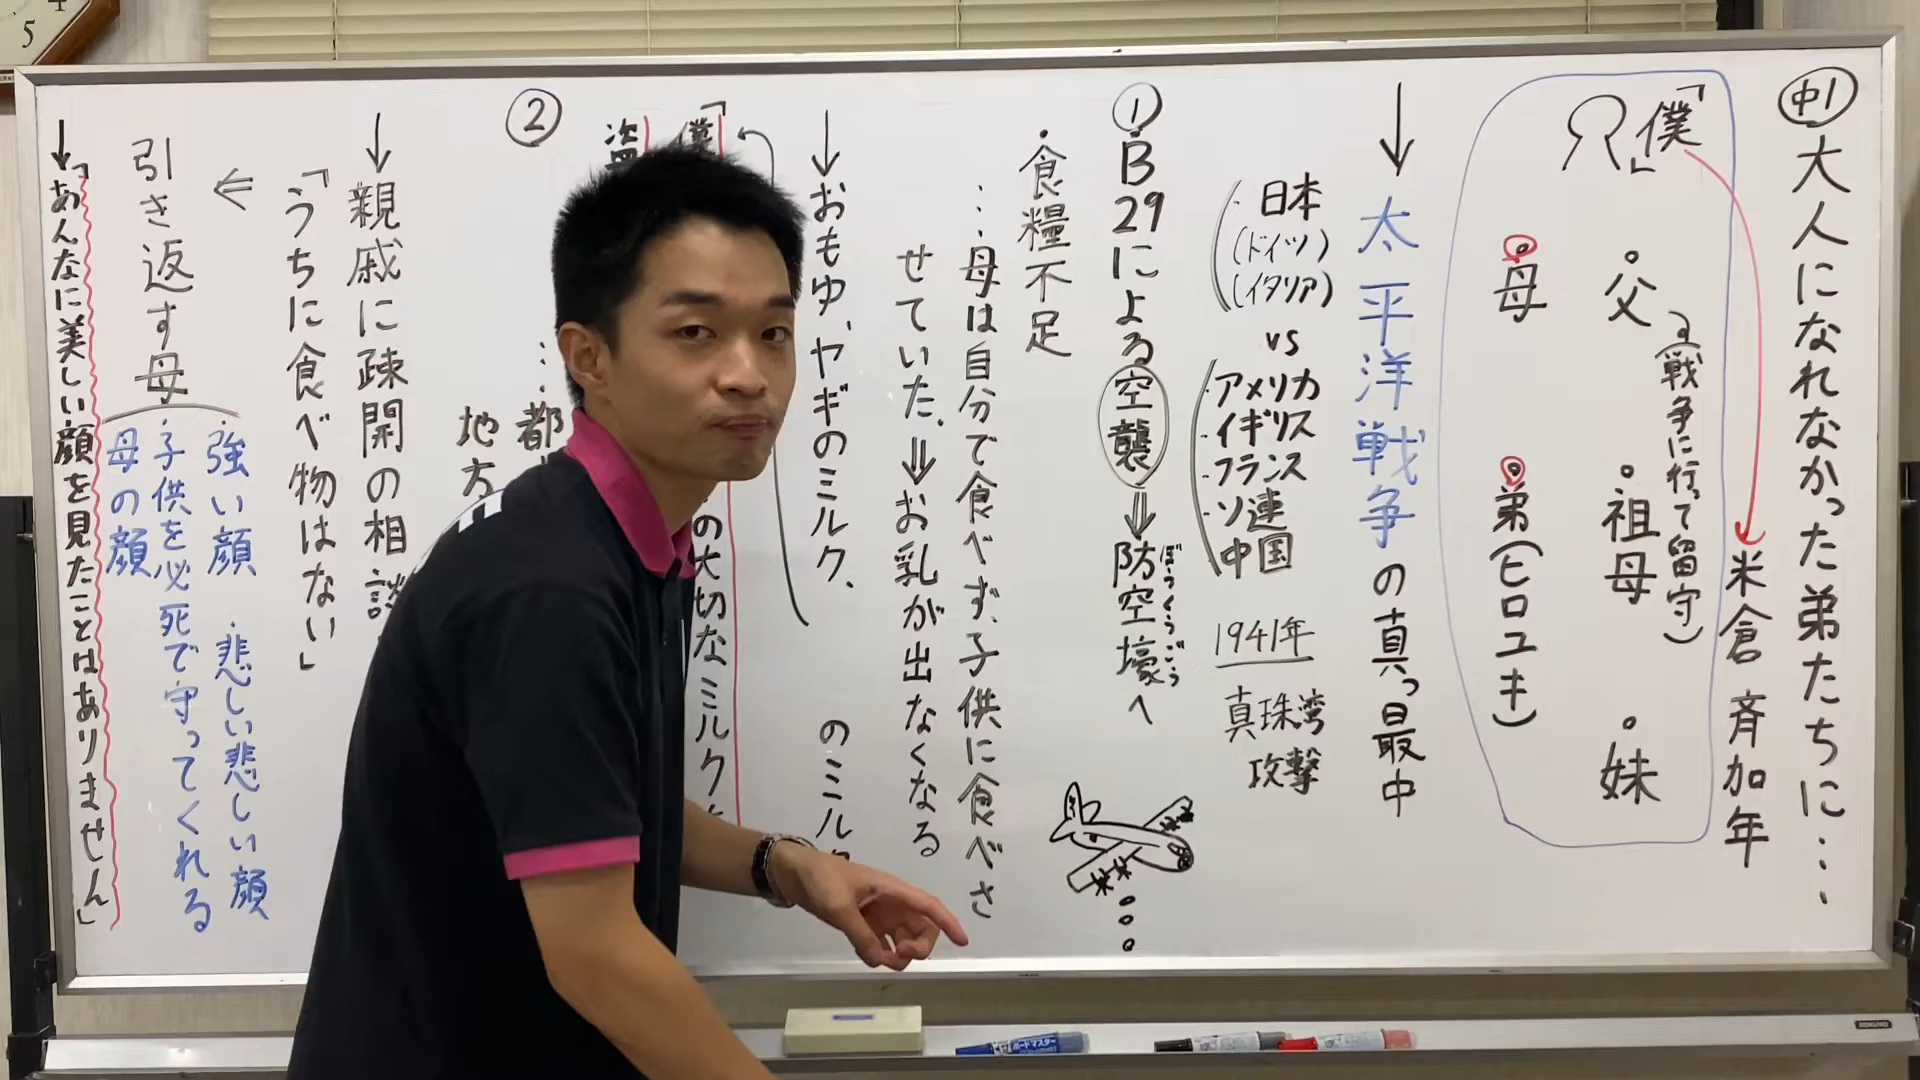 中1 大人になれなかった弟たちに…
米倉斉加年
「僕」
・父
(戦争に行って留守)
・祖母
・妹
・母
・弟(ヒロユキ)
↓太平洋戦争の真っ最中
・日本
(ドイツ)
(イタリア)
vs
・アメリカ
・イギリス
・フランス
・ソ連
中国
1941年
真珠湾
攻撃
①
・B29による空襲⇒防空壕へ
ぼうくうごう
・食糧不足
…母は自分で食べず、子供に食べさ
せていた。⇒お乳が出なくなる
↓おもゆ、ヤギのミルク、
のミルク
「僕
の大切なミルク
盗
②
…都
地方
↓親戚に疎開の相談
「うちに食べ物はない」
⇒引き返す母
・強い顔
・悲しい悲しい顔
・子供を必死で守ってくれる
母の顔
↓「あんなに美しい顔を見たことはありません」
ボードマスター
KOKUYO
5